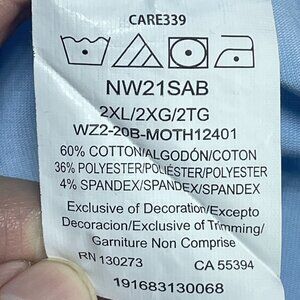 CARE339
NW21SAB
2XL/2XG/2TG
WZ2-20B-MOTH12401
60% COTTON/ALGODÓN/COTON
36% POLYESTER/POLIÉSTER/POLYESTER
4% SPANDEX/SPANDEX/SPANDEX
Exclusive of Decoration/Excepto
Decoracion/Exclusive of Trimming/
Garniture Non Comprise
RN 130273 CA 55394
191683130068